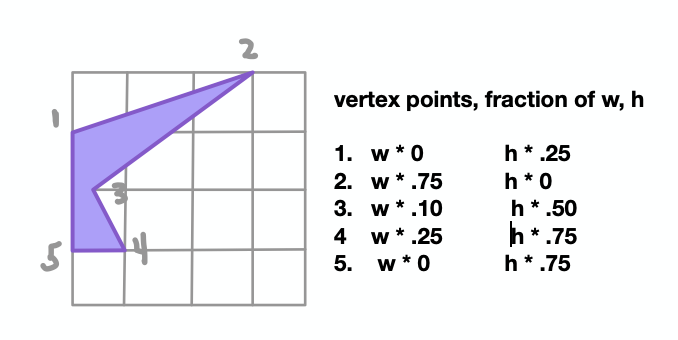 2
1
3
4
5
vertex points, fraction of w, h
1. w * 0 h * .25
2. w * .75 h * 0
3. w * .10 h * .50
4 w * .25 h * .75
5. w * 0 h * .75